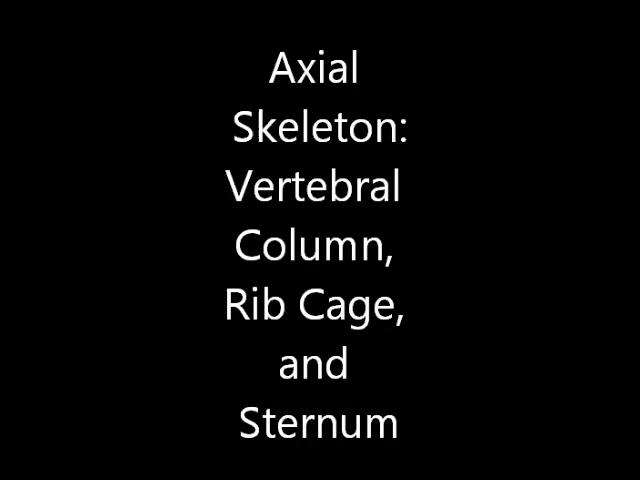 Axial
Skeleton:
Vertebral
Column,
Rib Cage,
and
Sternum